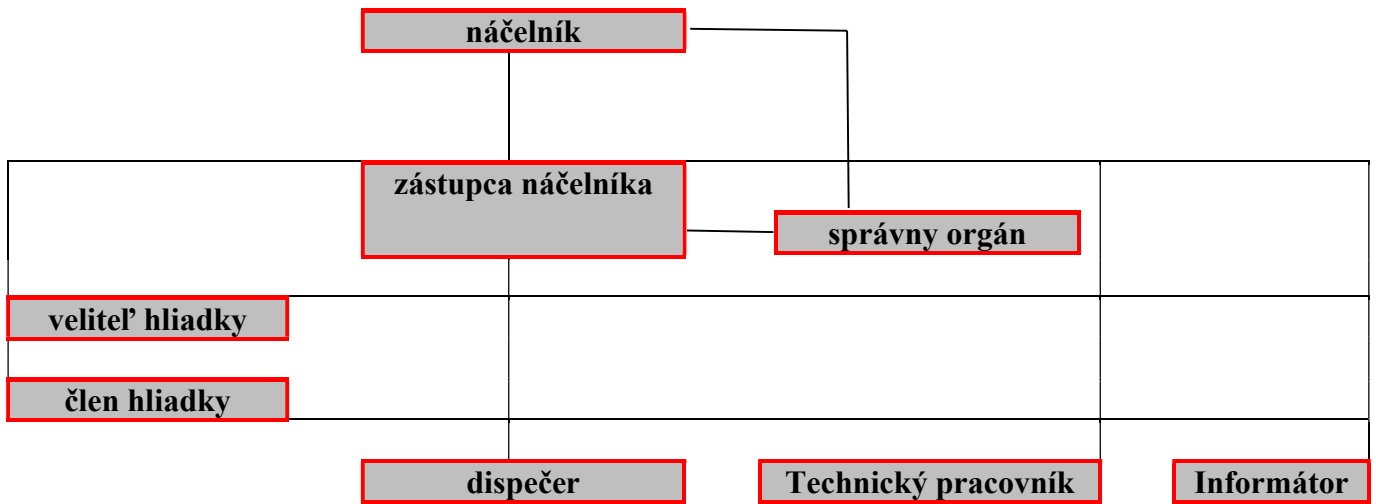 náčelník
zástupca náčelníka
správny orgán
veliteľ hliadky
člen hliadky
dispečer
Technický pracovník
Informátor